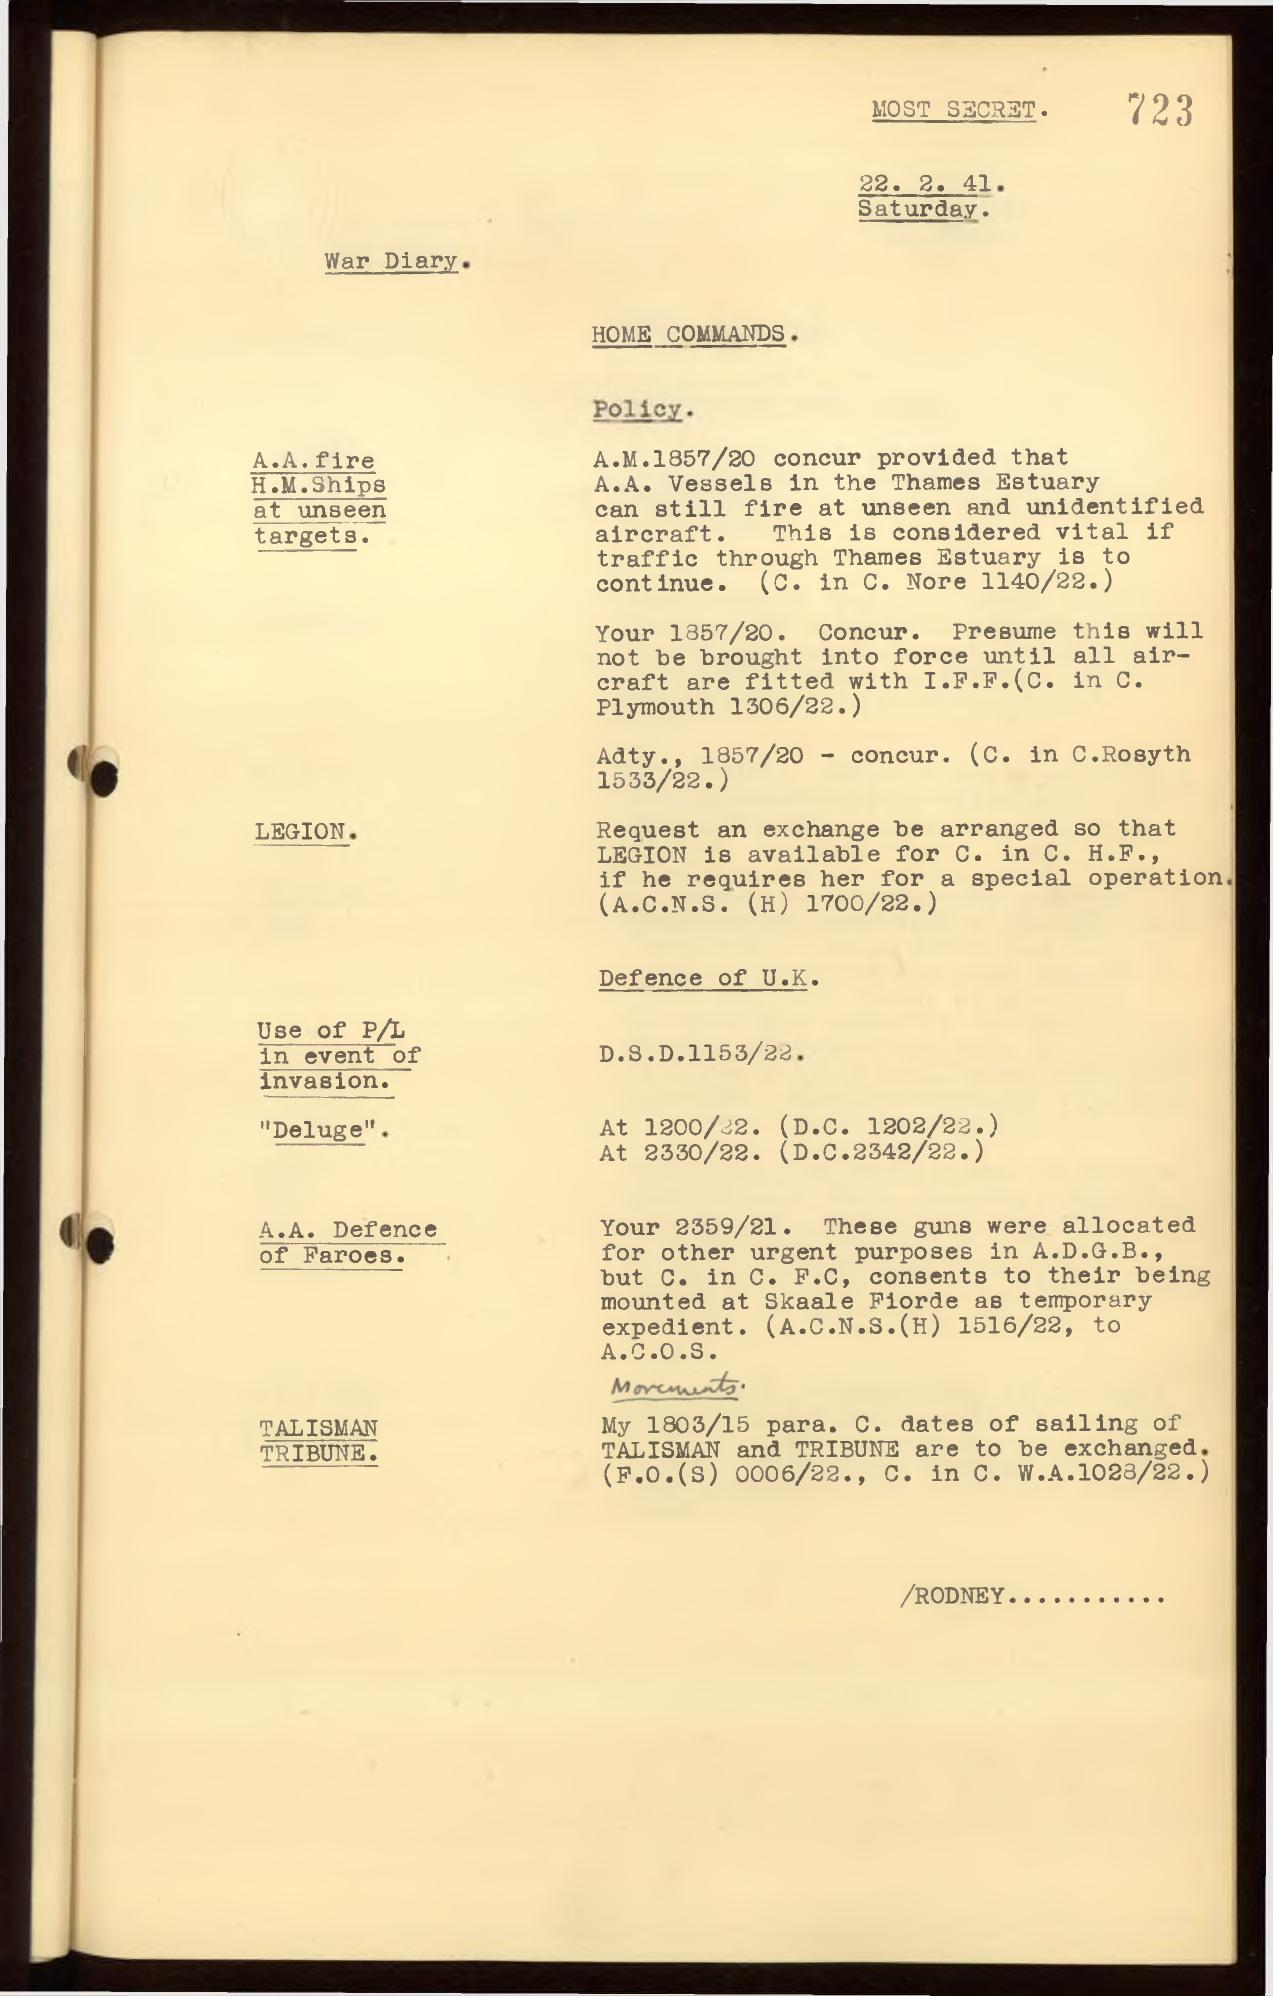 MOST SECRET. 723
22. 2. 41.
Saturday.
War Diary.
HOME COMMANDS.
Policy.
A.A.fire
H.M.Ships
at unseen
targets.
A.M.1857/20 concur provided that
A.A. Vessels in the Thames Estuary
can still fire at unseen and unidentified
aircraft. This is considered vital if
traffic through Thames Estuary is to
continue. (C. in C. Nore 1140/22.)
Your 1857/20. Concur. Presume this will
not be brought into force until all air-
craft are fitted with I.F.F.(C. in C.
Plymouth 1306/22.)
Adty., 1857/20 - concur. (C. in C.Rosyth
1533/22.)
LEGION.
Request an exchange be arranged so that
LEGION is available for C. in C. H.F.,
if he requires her for a special operation.
(A.C.N.S. (H) 1700/22.)
Defence of U.K.
Use of P/L
in event of
invasion.
D.S.D.1153/22.
"Deluge".
At 1200/22. (D.C. 1202/22.)
At 2330/22. (D.C.2342/22.)
A.A. Defence
of Faroes.
Your 2359/21. These guns were allocated
for other urgent purposes in A.D.G.B.,
but C. in C. F.C, consents to their being
mounted at Skaale Fiorde as temporary
expedient. (A.C.N.S.(H) 1516/22, to
A.C.O.S.
Movements.
TALISMAN
TRIBUNE.
My 1803/15 para. C. dates of sailing of
TALISMAN and TRIBUNE are to be exchanged.
(F.O.(S) 0006/22., C. in C. W.A.1028/22.)
/RODNEY...........